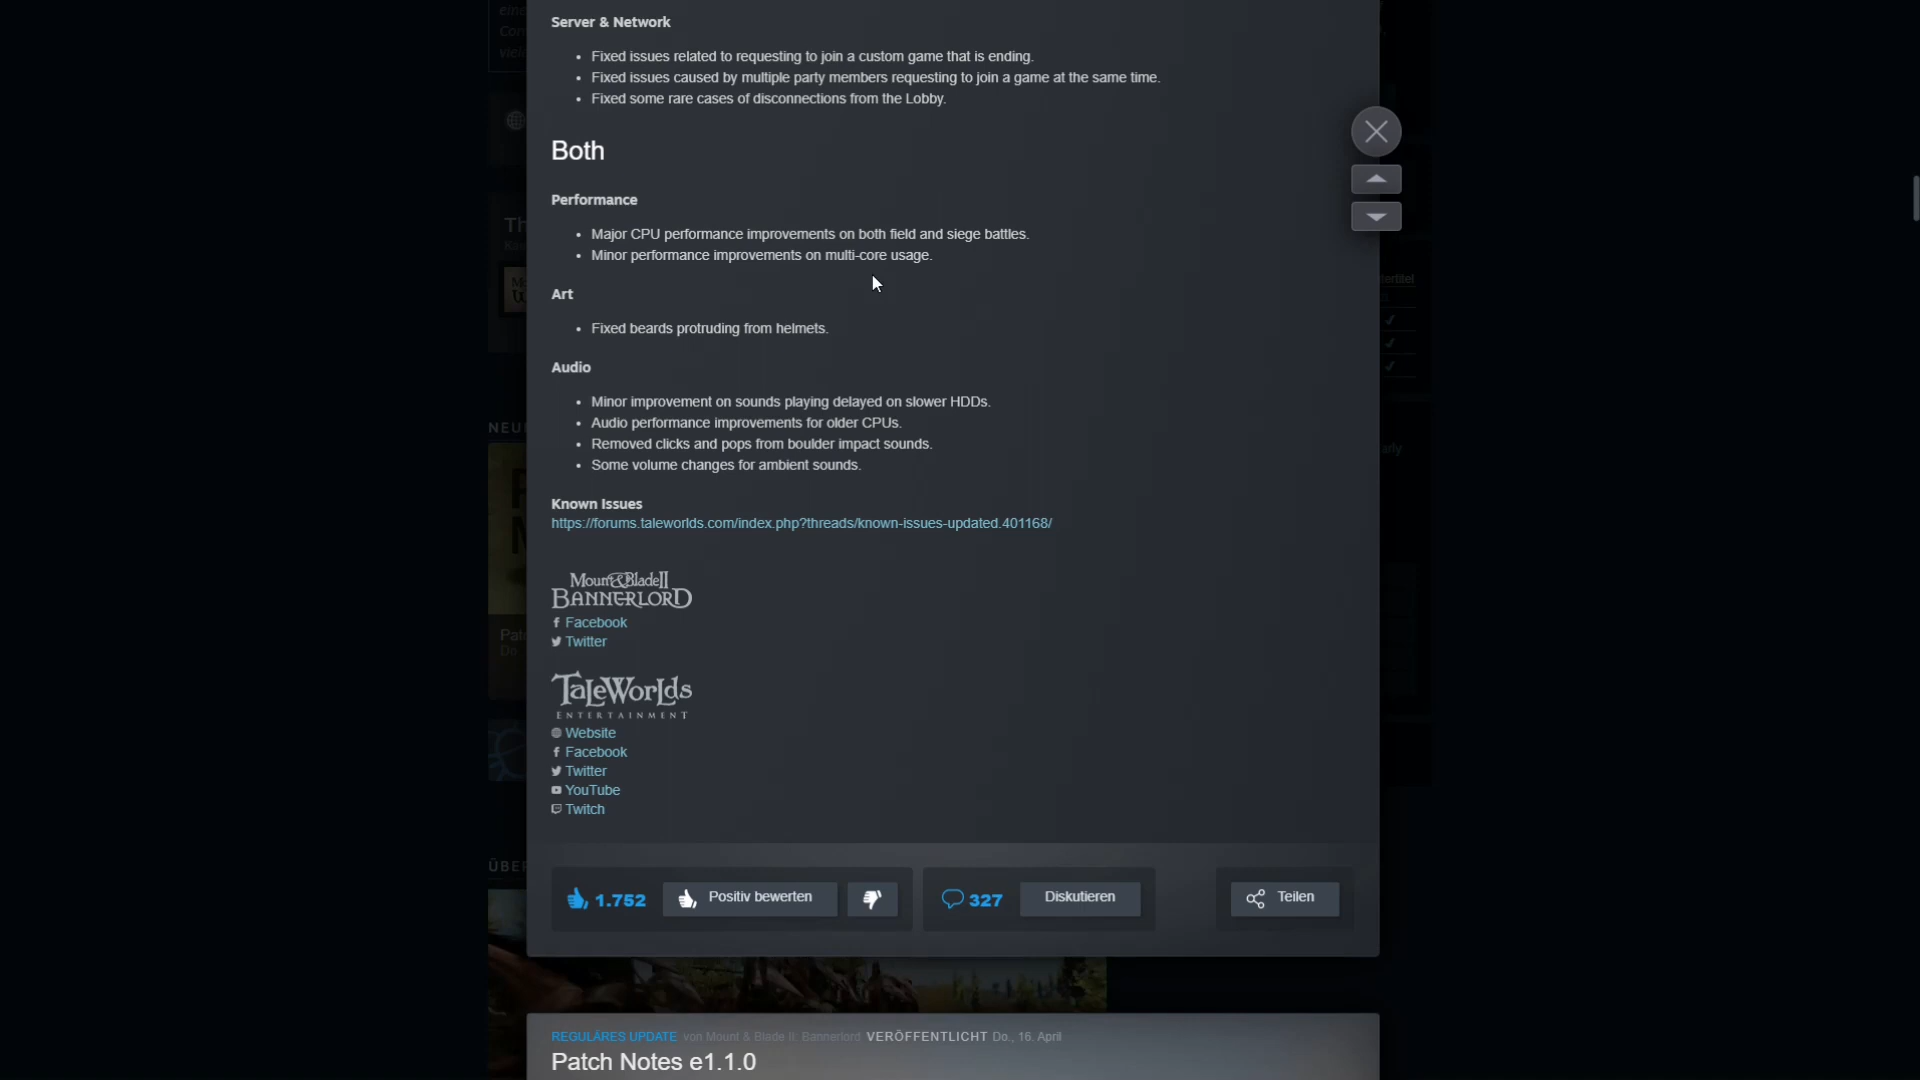 Server & Network
Fixed issues related to requesting to join a custom game that is ending.
Fixed issues caused by multiple party members requesting to join a game at the same time.
Fixed some rare cases of disconnections from the Lobby.
Both
Performance
Major CPU performance improvements on both field and siege battles.
Minor performance improvements on multi-core usage.
Art
Fixed beards protruding from helmets.
Audio
Minor improvement on sounds playing delayed on slower HDDs.
Audio performance improvements for older CPUs.
Removed clicks and pops from boulder impact sounds.
Some volume changes for ambient sounds.
Known Issues
https://forums.taleworlds.com/index.php?threads/known-issues-updated.401168/
Mount & Blade II
BANNERLORD
Facebook
Twitter
TALEWORLDS
ENTERTAINMENT
Website
Facebook
Twitter
YouTube
Twitch
1.752 Positiv bewerten 327 Diskutieren Teilen
REGULÄRES UPDATE von Mount & Blade II: Bannerlord VERÖFFENTLICHT Do., 16. April
Patch Notes e1.1.0